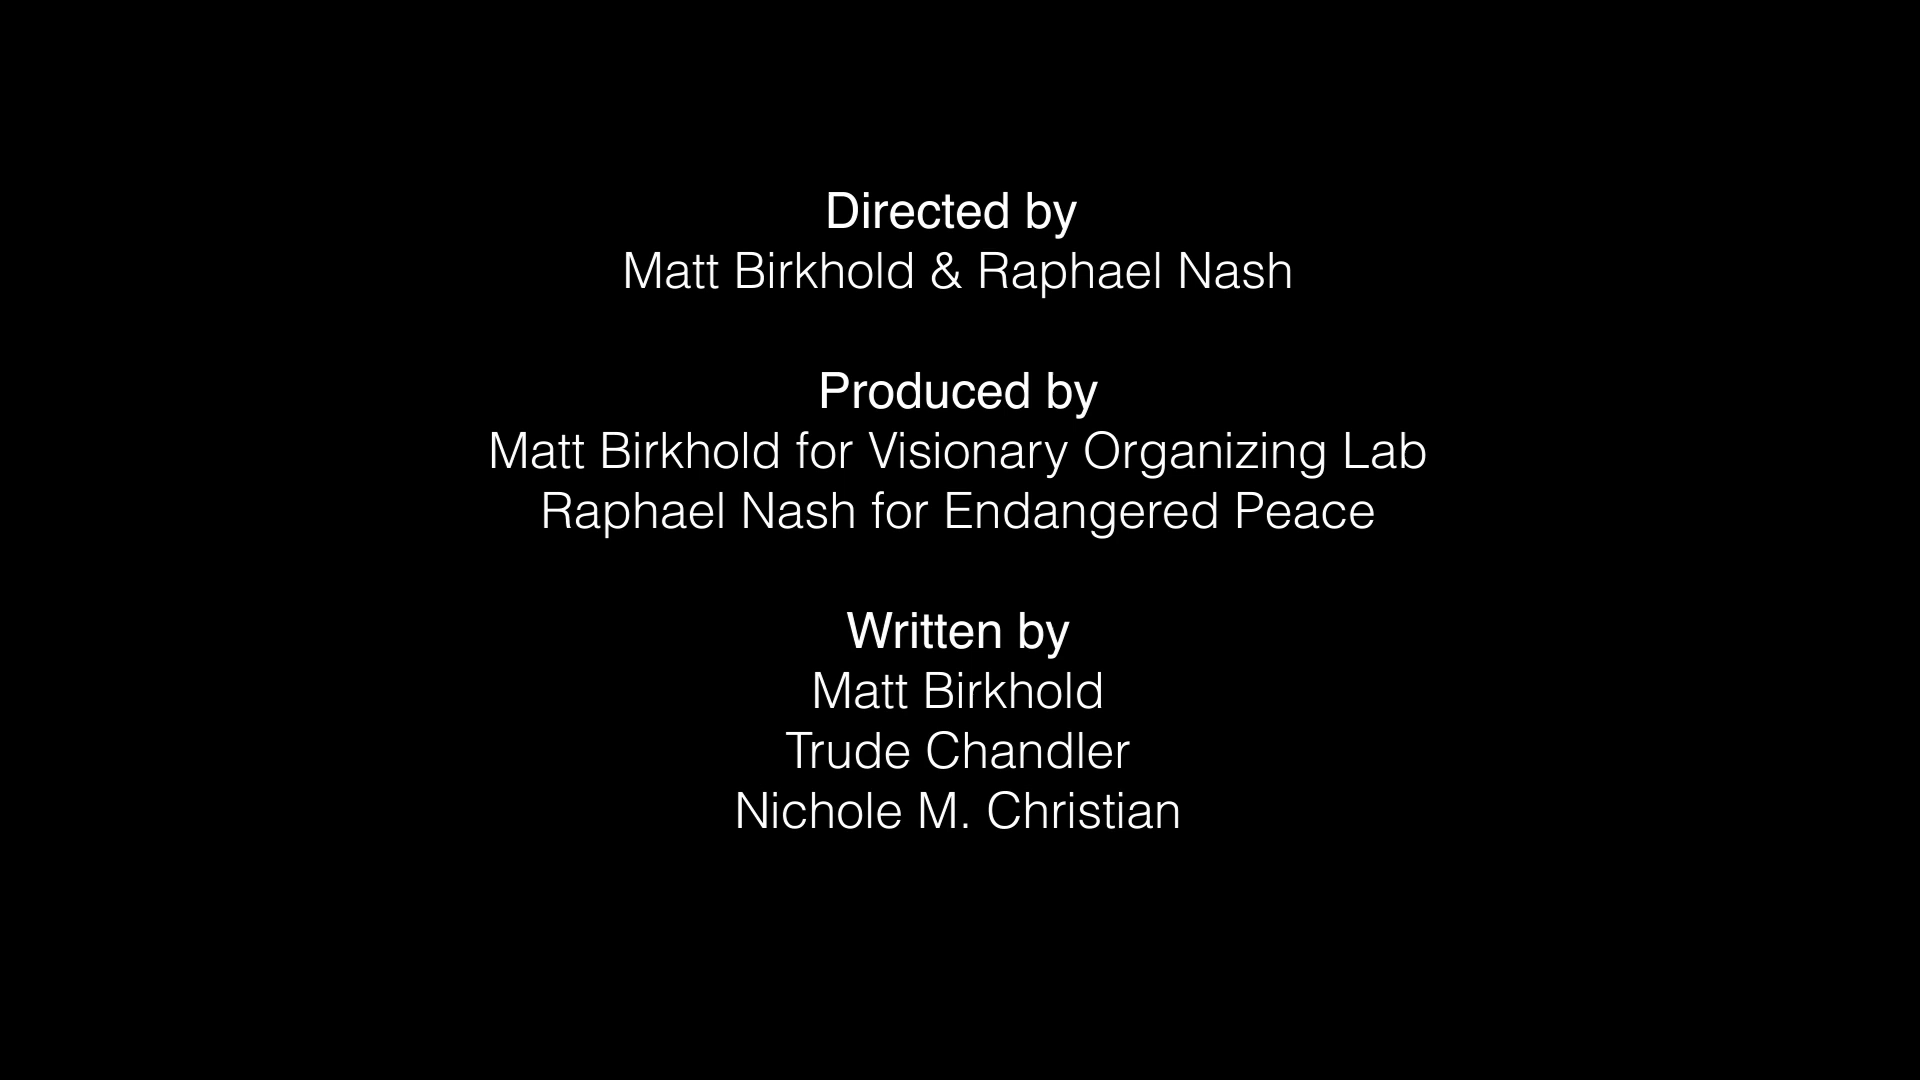 Directed by
Matt Birkhold & Raphael Nash
Produced by
Matt Birkhold for Visionary Organizing Lab
Raphael Nash for Endangered Peace
Written by
Matt Birkhold
Trude Chandler
Nichole M. Christian